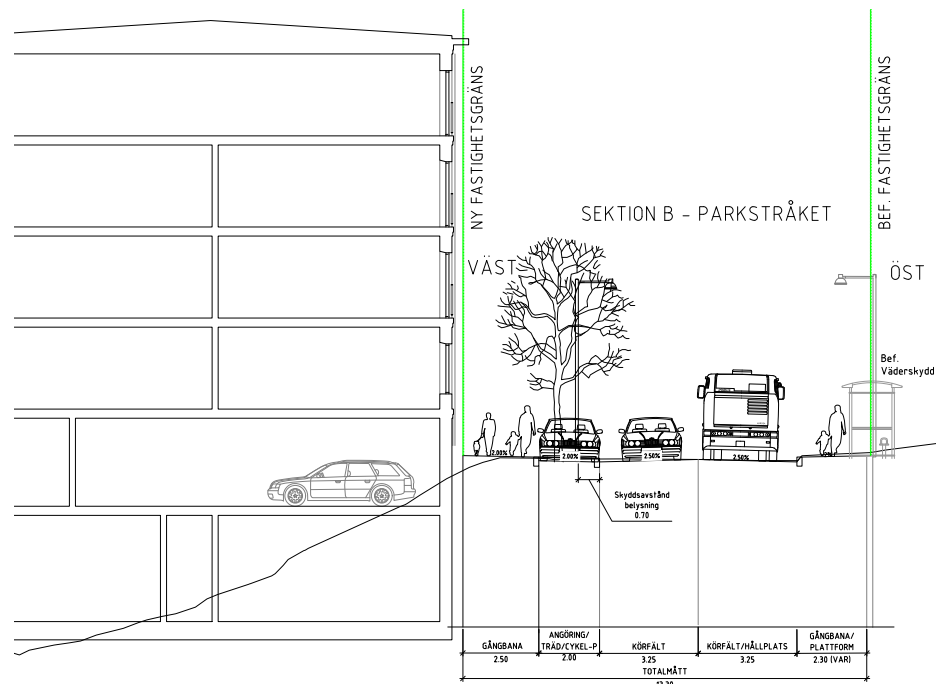 NY FASTIGHETSGRÄNS
BEF. FASTIGHETSGRÄNS
SEKTION B - PARKSTRÅKET
VÄST
ÖST
Bef.
Väderskydd
2.00%
2.00%
2.50%
2.50%
Skyddsavstånd
belysning
0.70
GÅNGBANA
2.50
ANGÖRING/
TRÄD/CYKEL-P
2.00
KÖRFÄLT
3.25
KÖRFÄLT/HÅLLPLATS
3.25
GÅNGBANA/
PLATTFORM
2.30 (VAR)
TOTALMÅTT